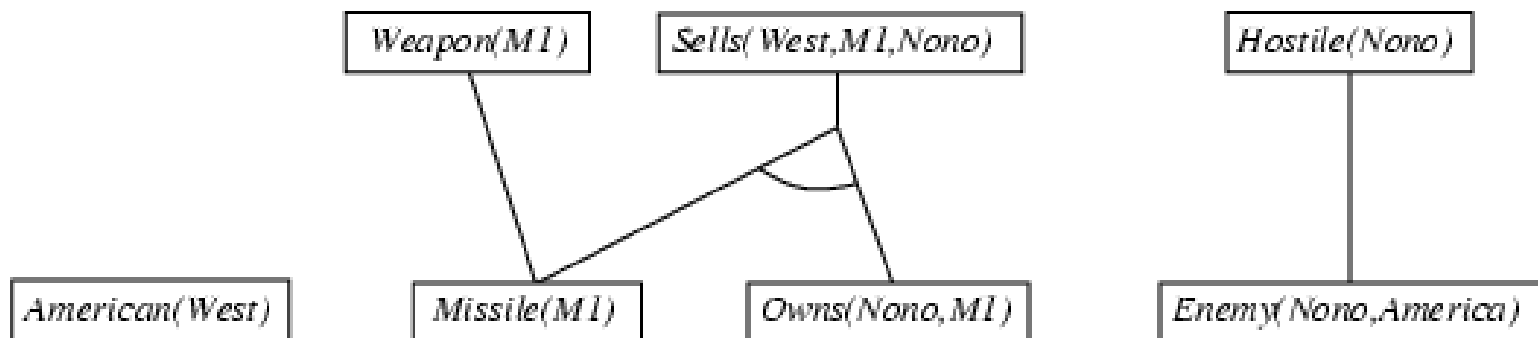 Weapon(M1)
Sells(West,M1,Nono)
Hostile(Nono)
American(West)
Missile(M1)
Owns(Nono,M1)
Enemy(Nono,America)